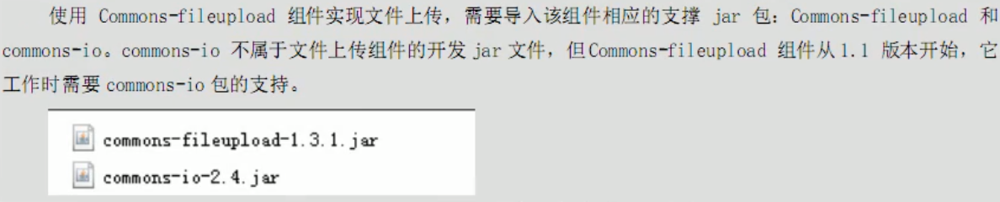 使用 Commons-fileupload 组件实现文件上传，需要导入该组件相应的支撑 jar 包：Commons-fileupload 和
commons-io。commons-io 不属于文件上传组件的开发 jar 文件，但Commons-fileupload 组件从1.1 版本开始，它
工作时需要 commons-io 包的支持。
commons-fileupload-1.3.1.jar
commons-io-2.4.jar